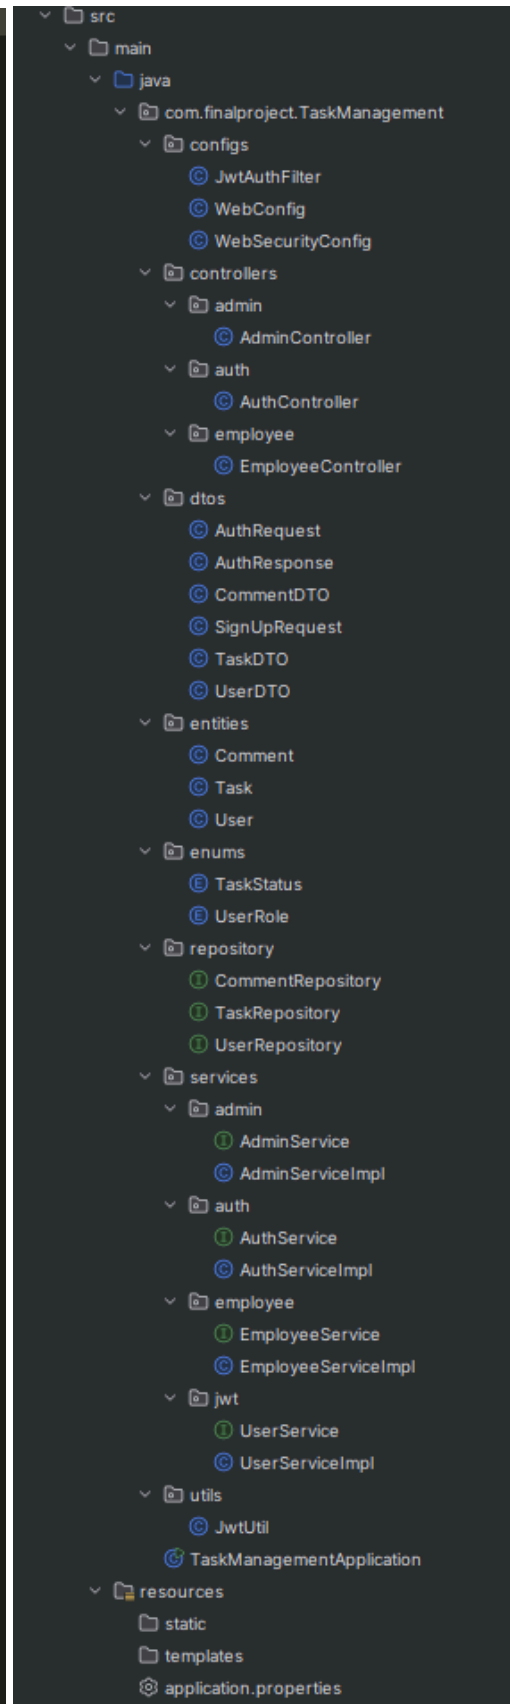 src
main
java
com.finalproject.TaskManagement
configs
JwtAuthFilter
WebConfig
WebSecurityConfig
controllers
admin
AdminController
auth
AuthController
employee
EmployeeController
dtos
AuthRequest
AuthResponse
CommentDTO
SignUpRequest
TaskDTO
UserDTO
entities
Comment
Task
User
enums
TaskStatus
UserRole
repository
CommentRepository
TaskRepository
UserRepository
services
admin
AdminService
AdminServiceImpl
auth
AuthService
AuthServiceImpl
employee
EmployeeService
EmployeeServiceImpl
jwt
UserService
UserServiceImpl
utils
JwtUtil
TaskManagementApplication
resources
static
templates
application.properties